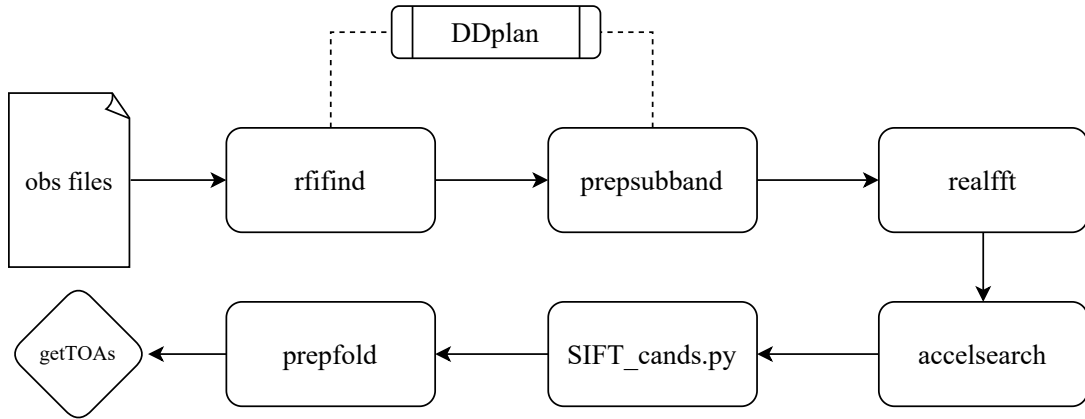 DDplan
obs files
rfifind
prepsubband
realfft
getTOAs
prepfold
SIFT_cands.py
accelsearch